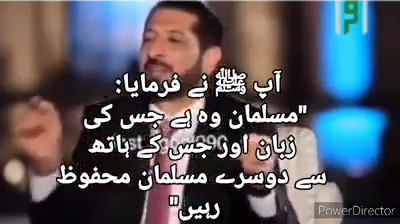 آپ ﷺ نے فرمایا:
"مسلمان وہ ہے جس کی
زبان اور جس کے ہاتھ
سے دوسرے مسلمان محفوظ
رہیں"
PowerDirector